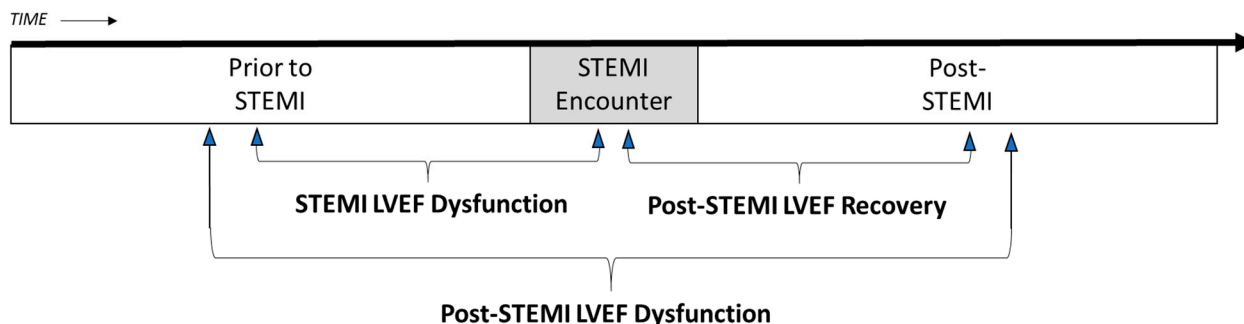 TIME
Prior to
STEMI
STEMI
Encounter
Post-
STEMI
STEMI LVEF Dysfunction
Post-STEMI LVEF Recovery
Post-STEMI LVEF Dysfunction